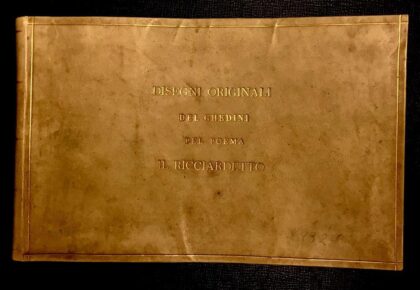 DISEGNI ORIGINALI
DEL GHEDINI
DEL POEMA
IL RICCIARDETTO